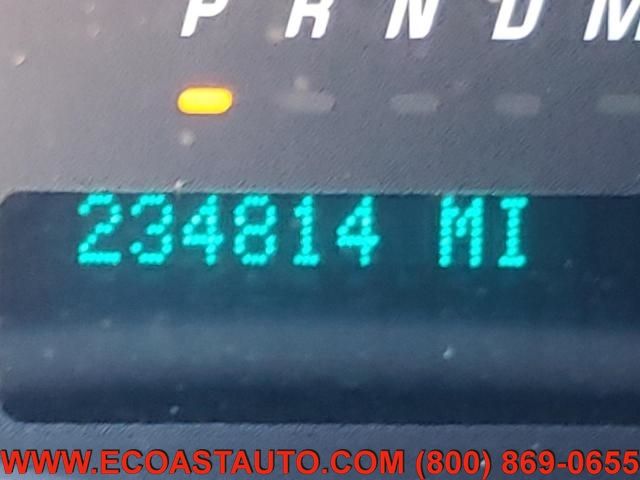 P R N D M
234814 MI
WWW.ECOASTAUTO.COM (800) 869-0655